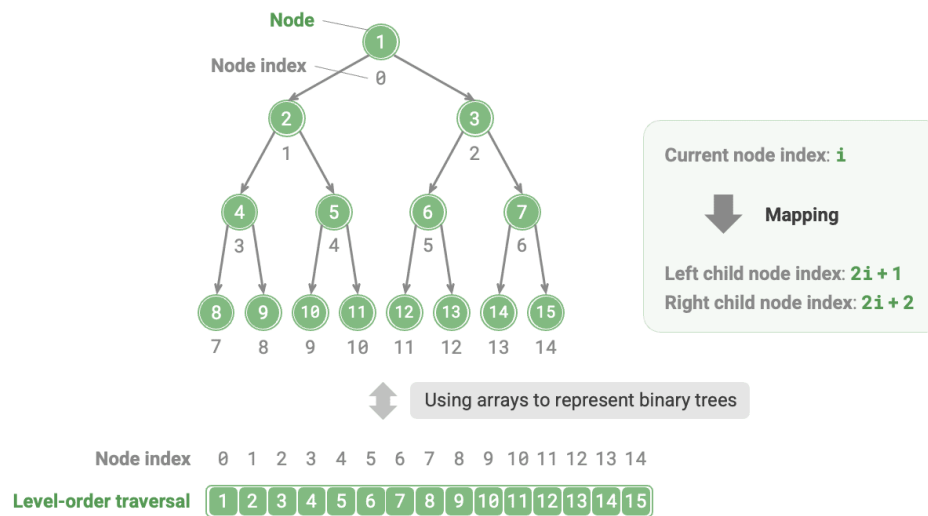 Node
1
Node index
0
2 3
1 2
4 5 6 7
3 4 5 6
8 9 10 11 12 13 14 15
7 8 9 10 11 12 13 14
Current node index: i
Mapping
Left child node index: 2i + 1
Right child node index: 2i + 2
Using arrays to represent binary trees
Node index 0 1 2 3 4 5 6 7 8 9 10 11 12 13 14
Level-order traversal 1 2 3 4 5 6 7 8 9 10 11 12 13 14 15